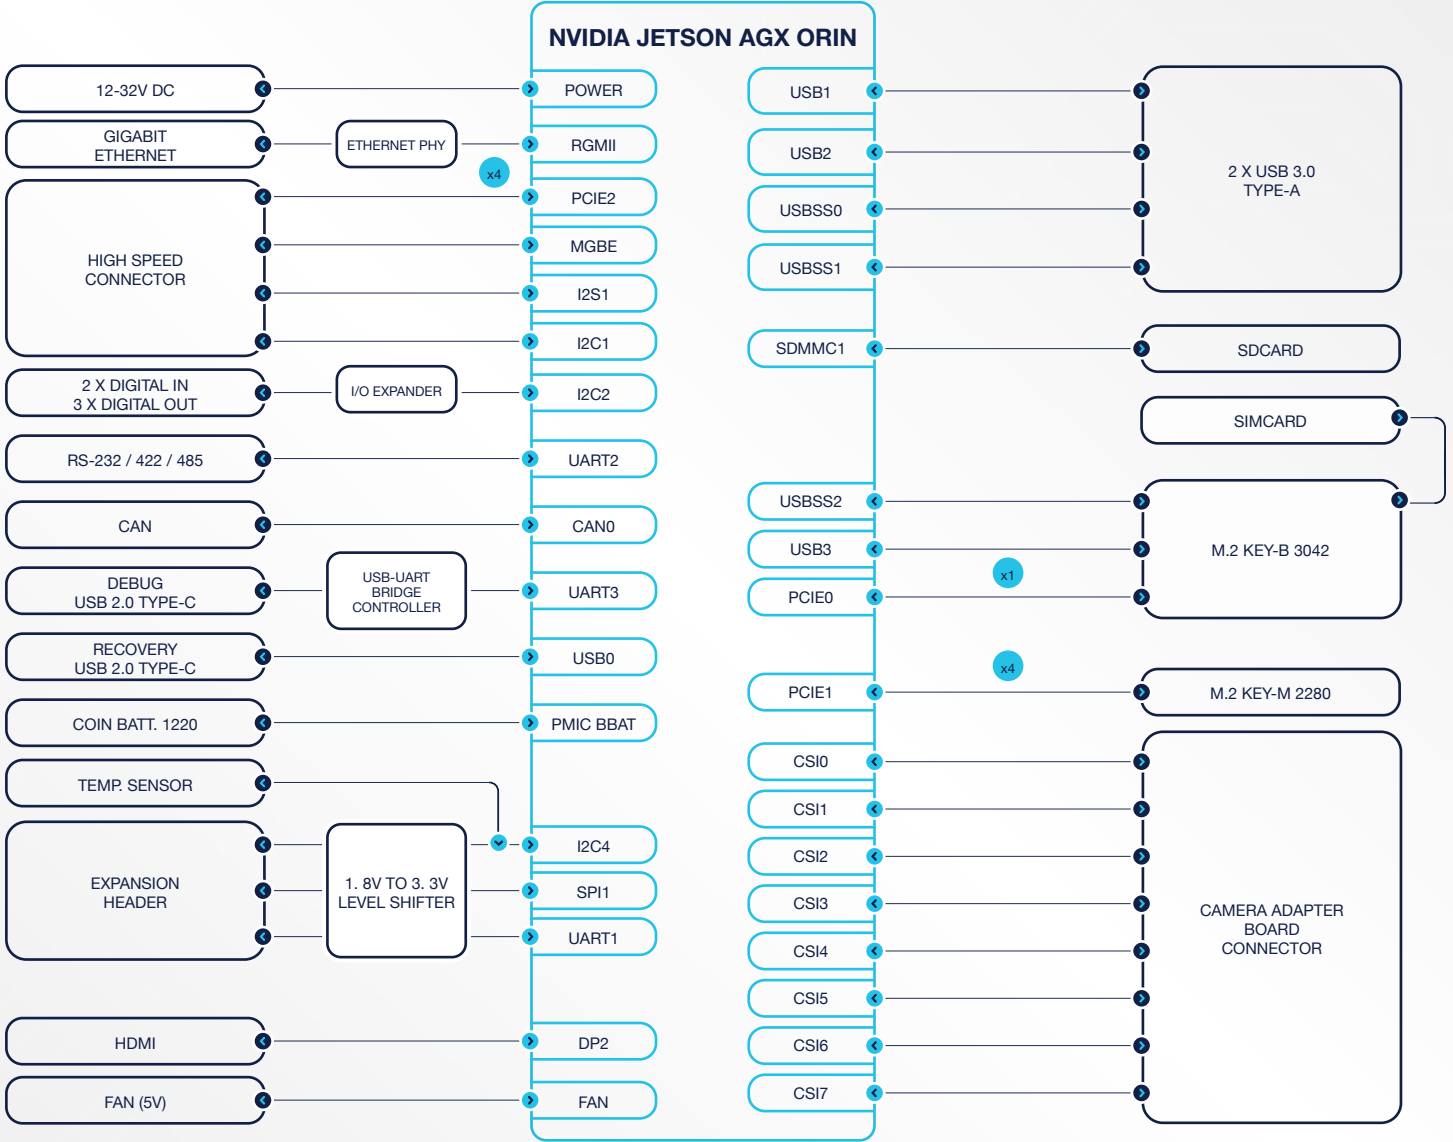 NVIDIA JETSON AGX ORIN
12-32V DC
POWER
GIGABIT
ETHERNET
ETHERNET PHY
RGMII
x4
HIGH SPEED
CONNECTOR
PCIE2
MGBE
I2S1
I2C1
2 X DIGITAL IN
3 X DIGITAL OUT
I/O EXPANDER
I2C2
RS-232 / 422 / 485
UART2
CAN
CAN0
DEBUG
USB 2.0 TYPE-C
USB-UART
BRIDGE
CONTROLLER
UART3
RECOVERY
USB 2.0 TYPE-C
USB0
COIN BATT. 1220
PMIC BBAT
TEMP. SENSOR
EXPANSION
HEADER
1. 8V TO 3. 3V
LEVEL SHIFTER
I2C4
SPI1
UART1
HDMI
DP2
FAN (5V)
FAN
USB1
USB2
USBSS0
USBSS1
2 X USB 3.0
TYPE-A
SDMMC1
SDCARD
SIMCARD
USBSS2
USB3
x1
PCIE0
M.2 KEY-B 3042
x4
PCIE1
M.2 KEY-M 2280
CSI0
CSI1
CSI2
CSI3
CSI4
CSI5
CSI6
CSI7
CAMERA ADAPTER
BOARD
CONNECTOR